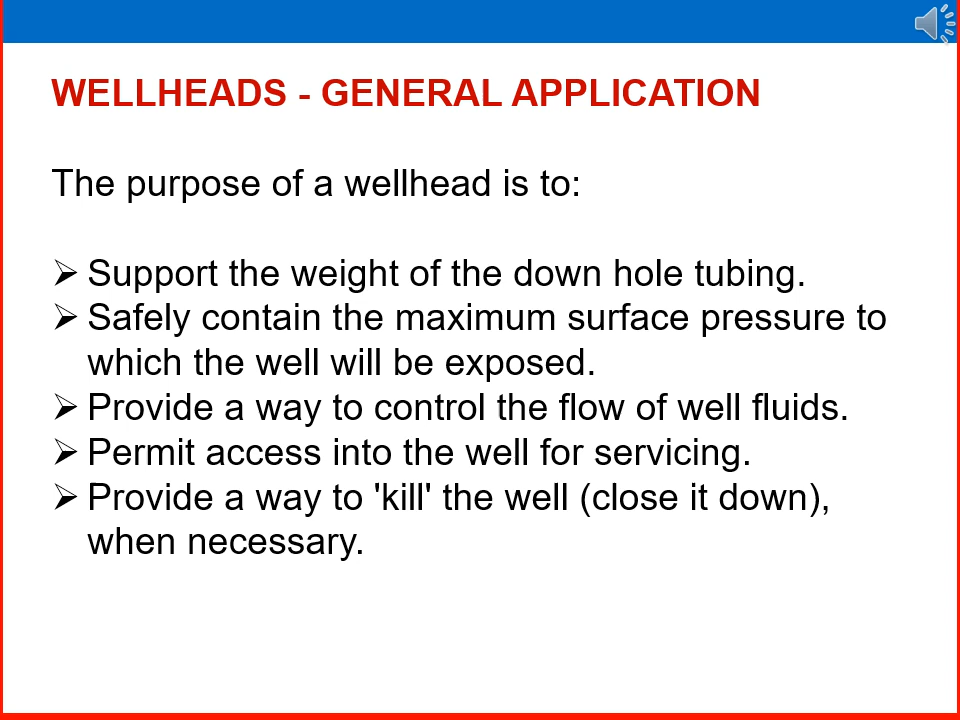 WELLHEADS - GENERAL APPLICATION
The purpose of a wellhead is to:
➢ Support the weight of the down hole tubing.
➢ Safely contain the maximum surface pressure to
which the well will be exposed.
➢ Provide a way to control the flow of well fluids.
➢ Permit access into the well for servicing.
➢ Provide a way to 'kill' the well (close it down),
when necessary.